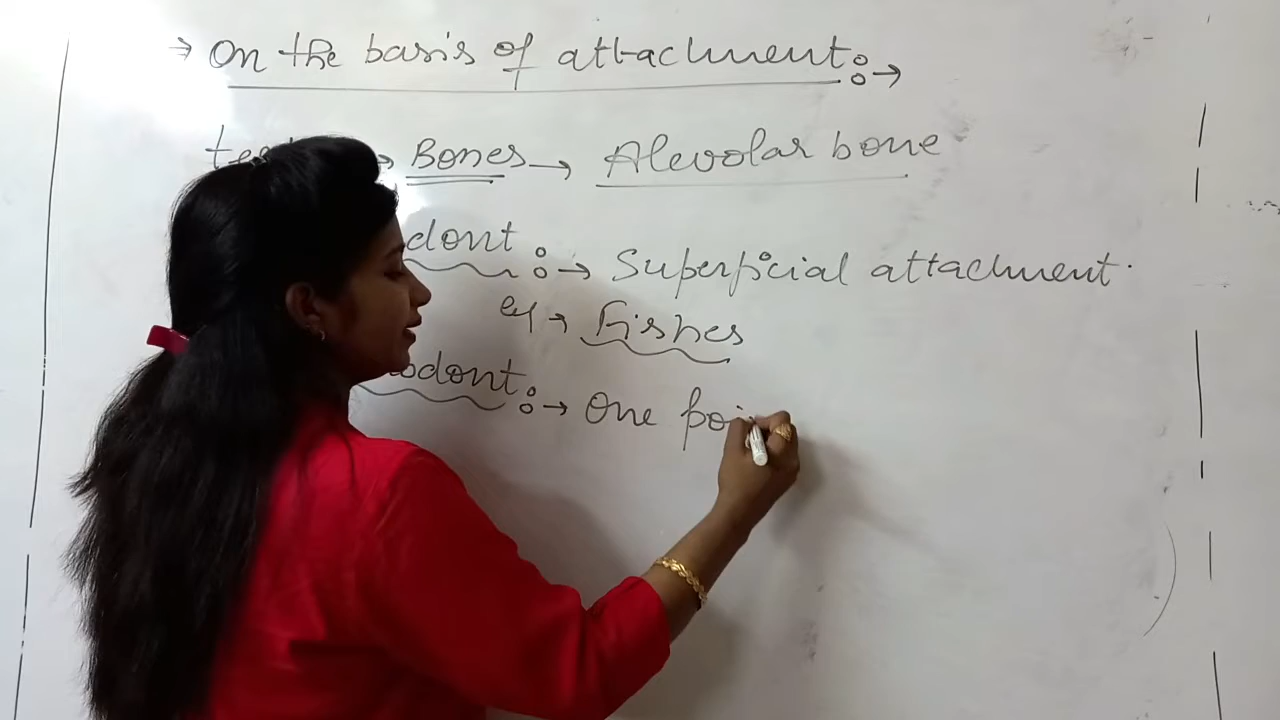 → On the basis of attachment:→
→ Bones → Alevolar bone
dont :→ Superficial attachment.
eg → Fishes
odont :→ One poi